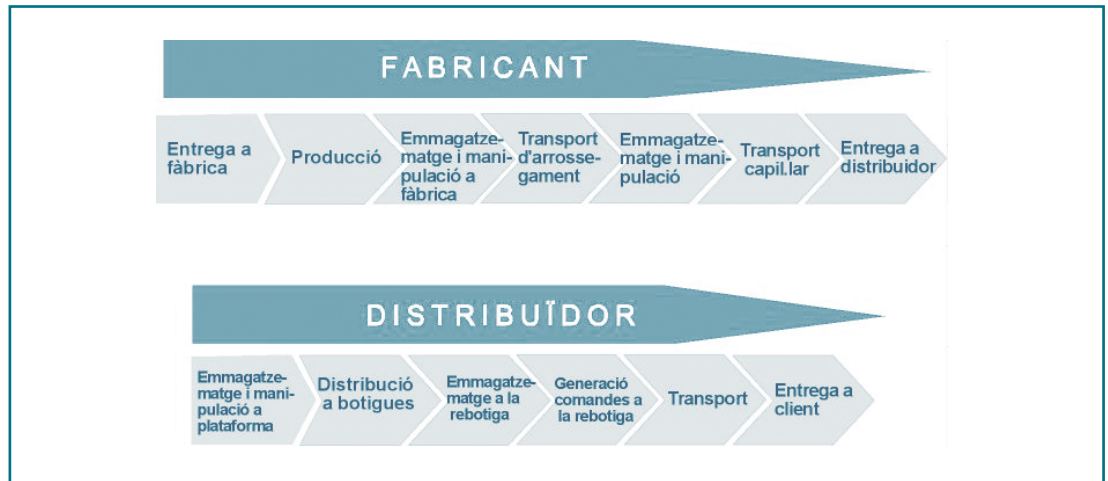 FABRICANT
Entrega a
fàbrica
Producció
Emmagatze-
matge i mani-
pulació a
fàbrica
Transport
d'arrosse-
gament
Emmagatze-
matge i mani-
pulació
Transport
capil.lar
Entrega a
distribuidor
DISTRIBUÏDOR
Emmagatze-
matge i mani-
pulació a
plataforma
Distribució
a botigues
Emmagatze-
matge a la
rebotiga
Generació
comandes a
la rebotiga
Transport
Entrega a
client